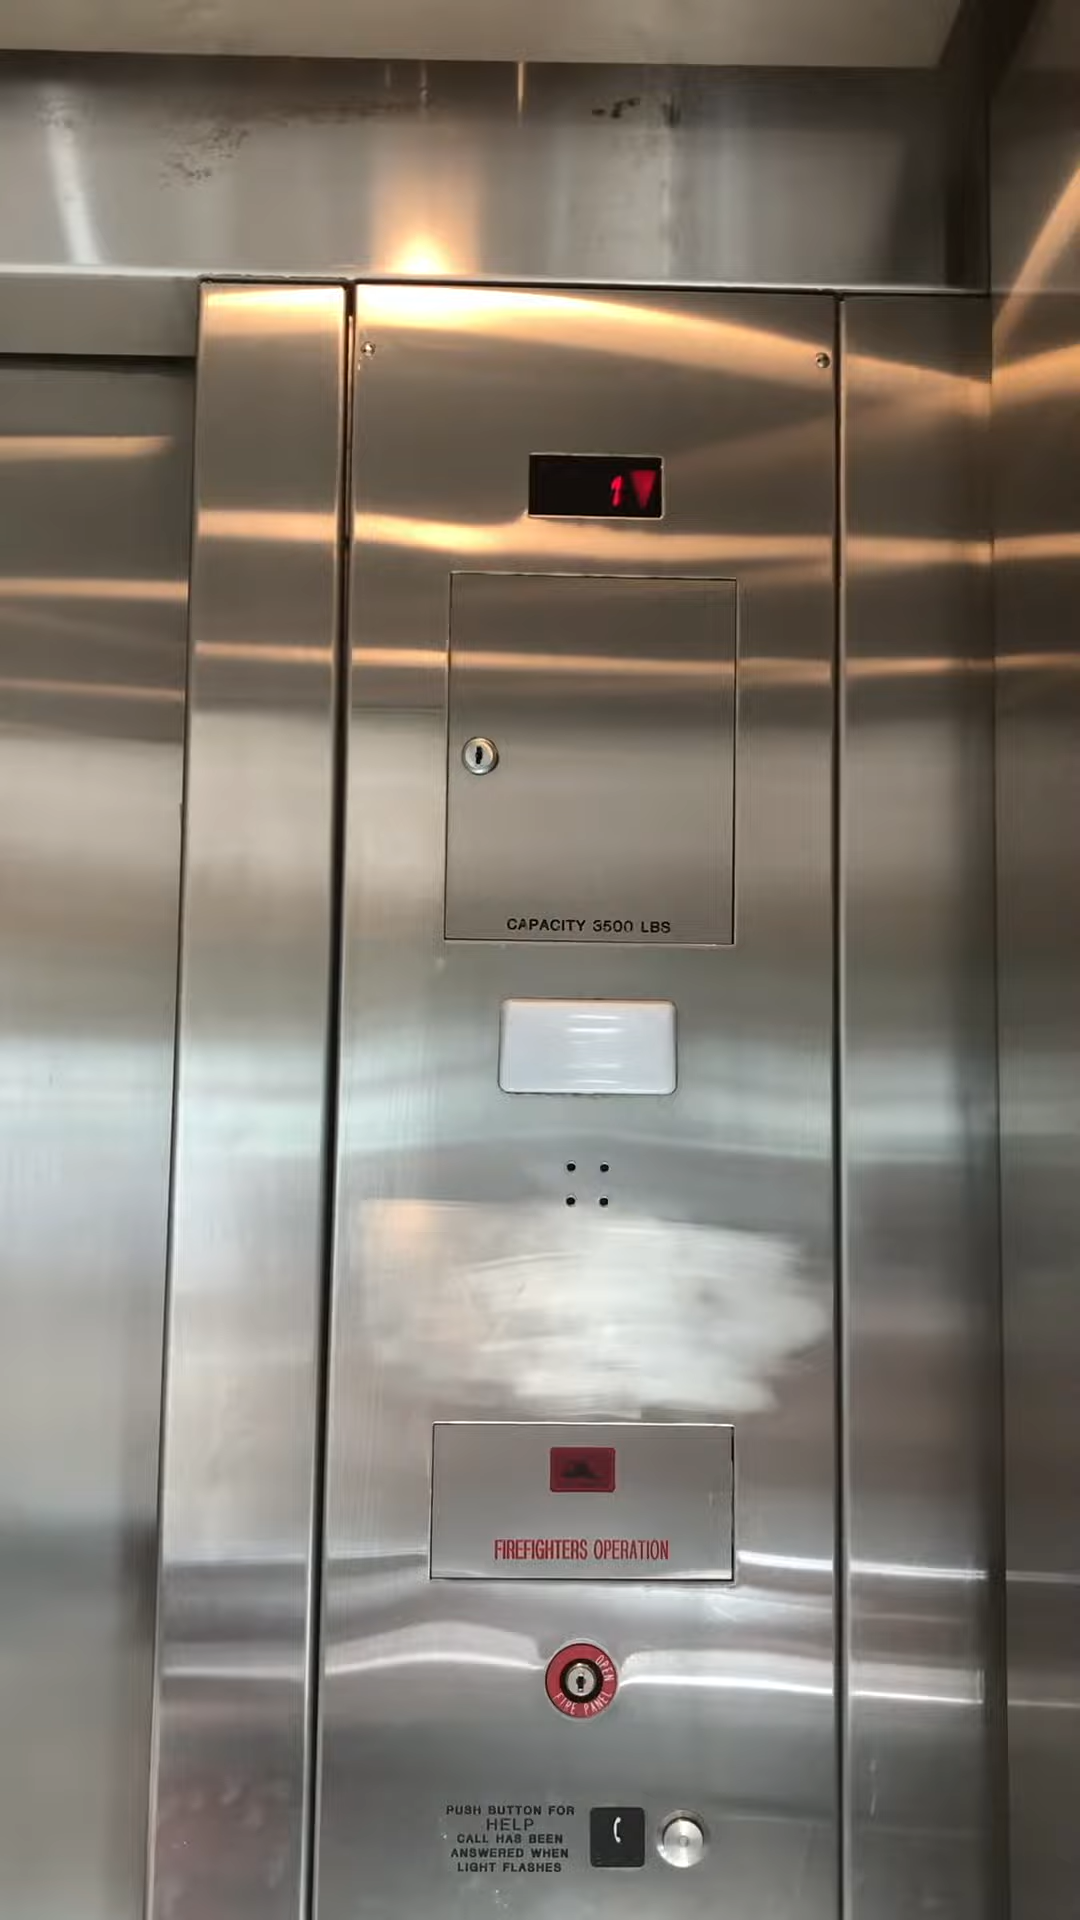 1
CAPACITY 3500 LBS
FIREFIGHTERS OPERATION
OPEN
FIRE PANEL
PUSH BUTTON FOR
HELP
CALL HAS BEEN
ANSWERED WHEN
LIGHT FLASHES